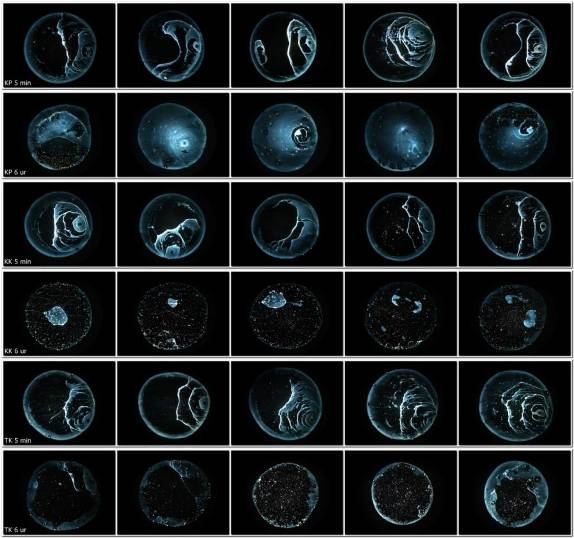 KP 5 min
KP 6 ur
KK 5 min
KK 6 ur
TK 5 min
TK 6 ur